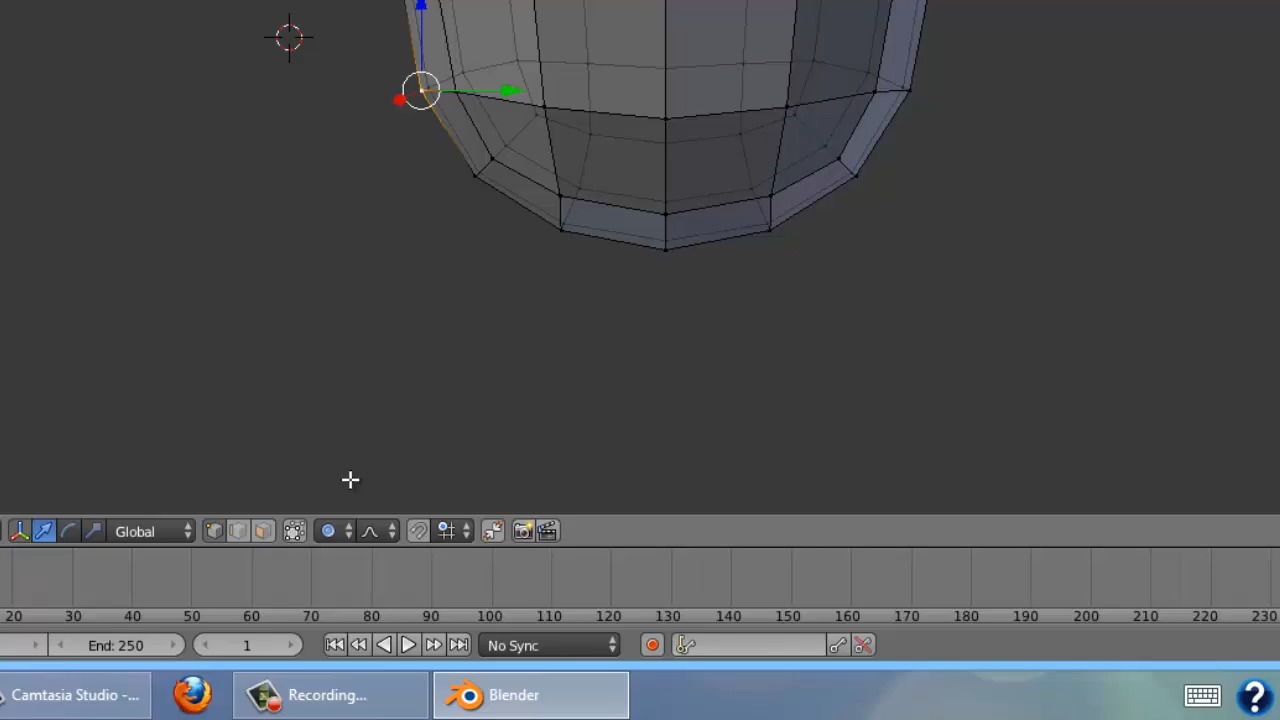 Global
20 30 40 50 60 70 80 90 100 110 120 130 140 150 160 170 180 190 200 210 220 230
End: 250 1 No Sync
Camtasia Studio -... Recording... Blender